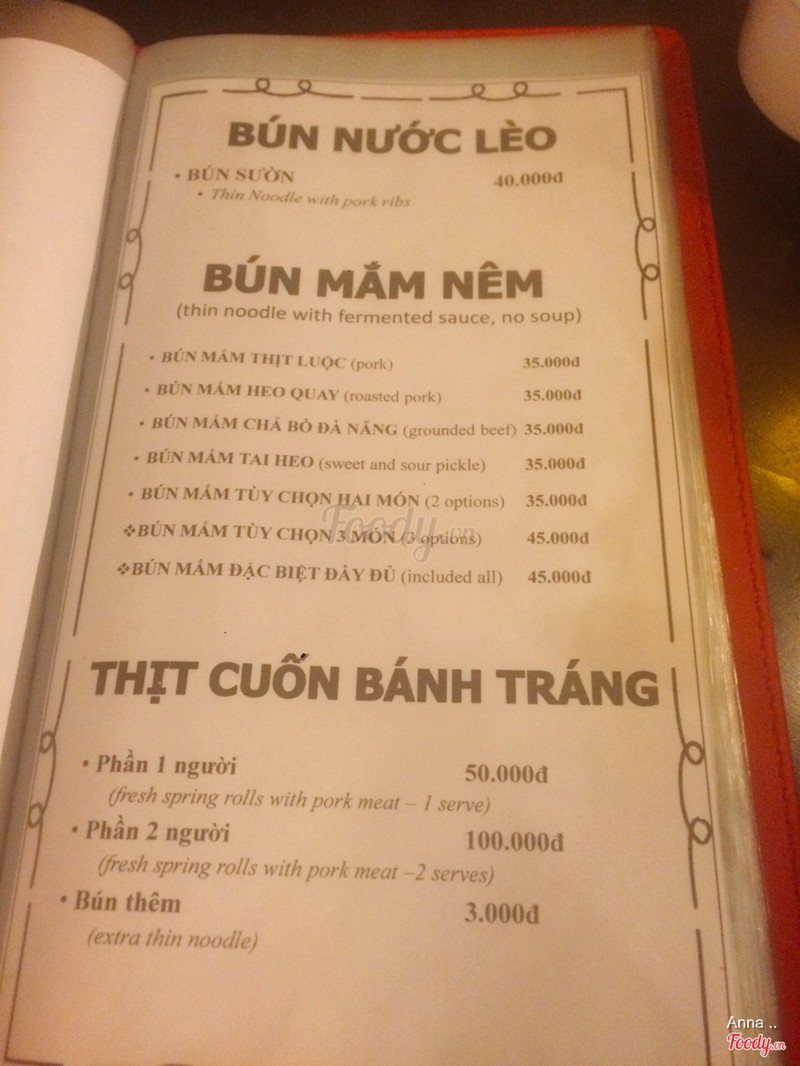 BÚN NƯỚC LÈO
• BÚN SƯỜN 40.000đ
• Thin Noodle with pork ribs
BÚN MẮM NÊM
(thin noodle with fermented sauce, no soup)
• BÚN MẮM THỊT LUỘC (pork) 35.000đ
• BÚN MẮM HEO QUAY (roasted pork) 35.000đ
• BÚN MẮM CHẢ BÒ ĐÀ NẴNG (grounded beef) 35.000đ
• BÚN MẮM TAI HEO (sweet and sour pickle) 35.000đ
• BÚN MẮM TÙY CHỌN HAI MÓN (2 options) 35.000đ
❖BÚN MẮM TÙY CHỌN 3 MÓN (3 options) 45.000đ
❖BÚN MẮM ĐẶC BIỆT ĐẦY ĐỦ (included all) 45.000đ
Foody.vn
THỊT CUỐN BÁNH TRÁNG
• Phần 1 người 50.000đ
(fresh spring rolls with pork meat – 1 serve)
• Phần 2 người 100.000đ
(fresh spring rolls with pork meat –2 serves)
• Bún thêm 3.000đ
(extra thin noodle)
Anna ..
Foody.vn